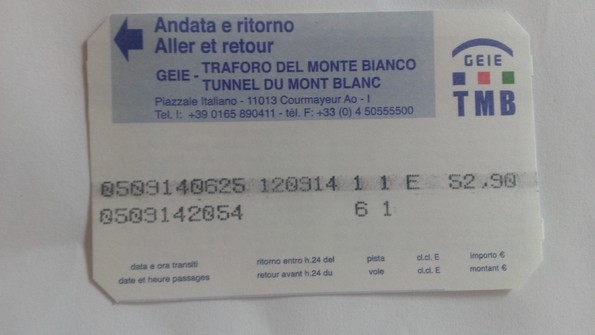 Andata e ritorno
Aller et retour
GEIE - TRAFORO DEL MONTE BIANCO
TUNNEL DU MONT BLANC
Piazzale Italiano - 11013 Courmayeur Ao - I
Tel. I: +39 0165 890411 - tél. F: +33 (0) 4 50555500
GEIE
TMB
0509140625 120914 1 1 E 52,90
0509142054 6 1
data e ora transiti ritorno entro h.24 del pista cl.cl. E importo €
date et heure passages retour avant h.24 du voie cl.cl. E montant €